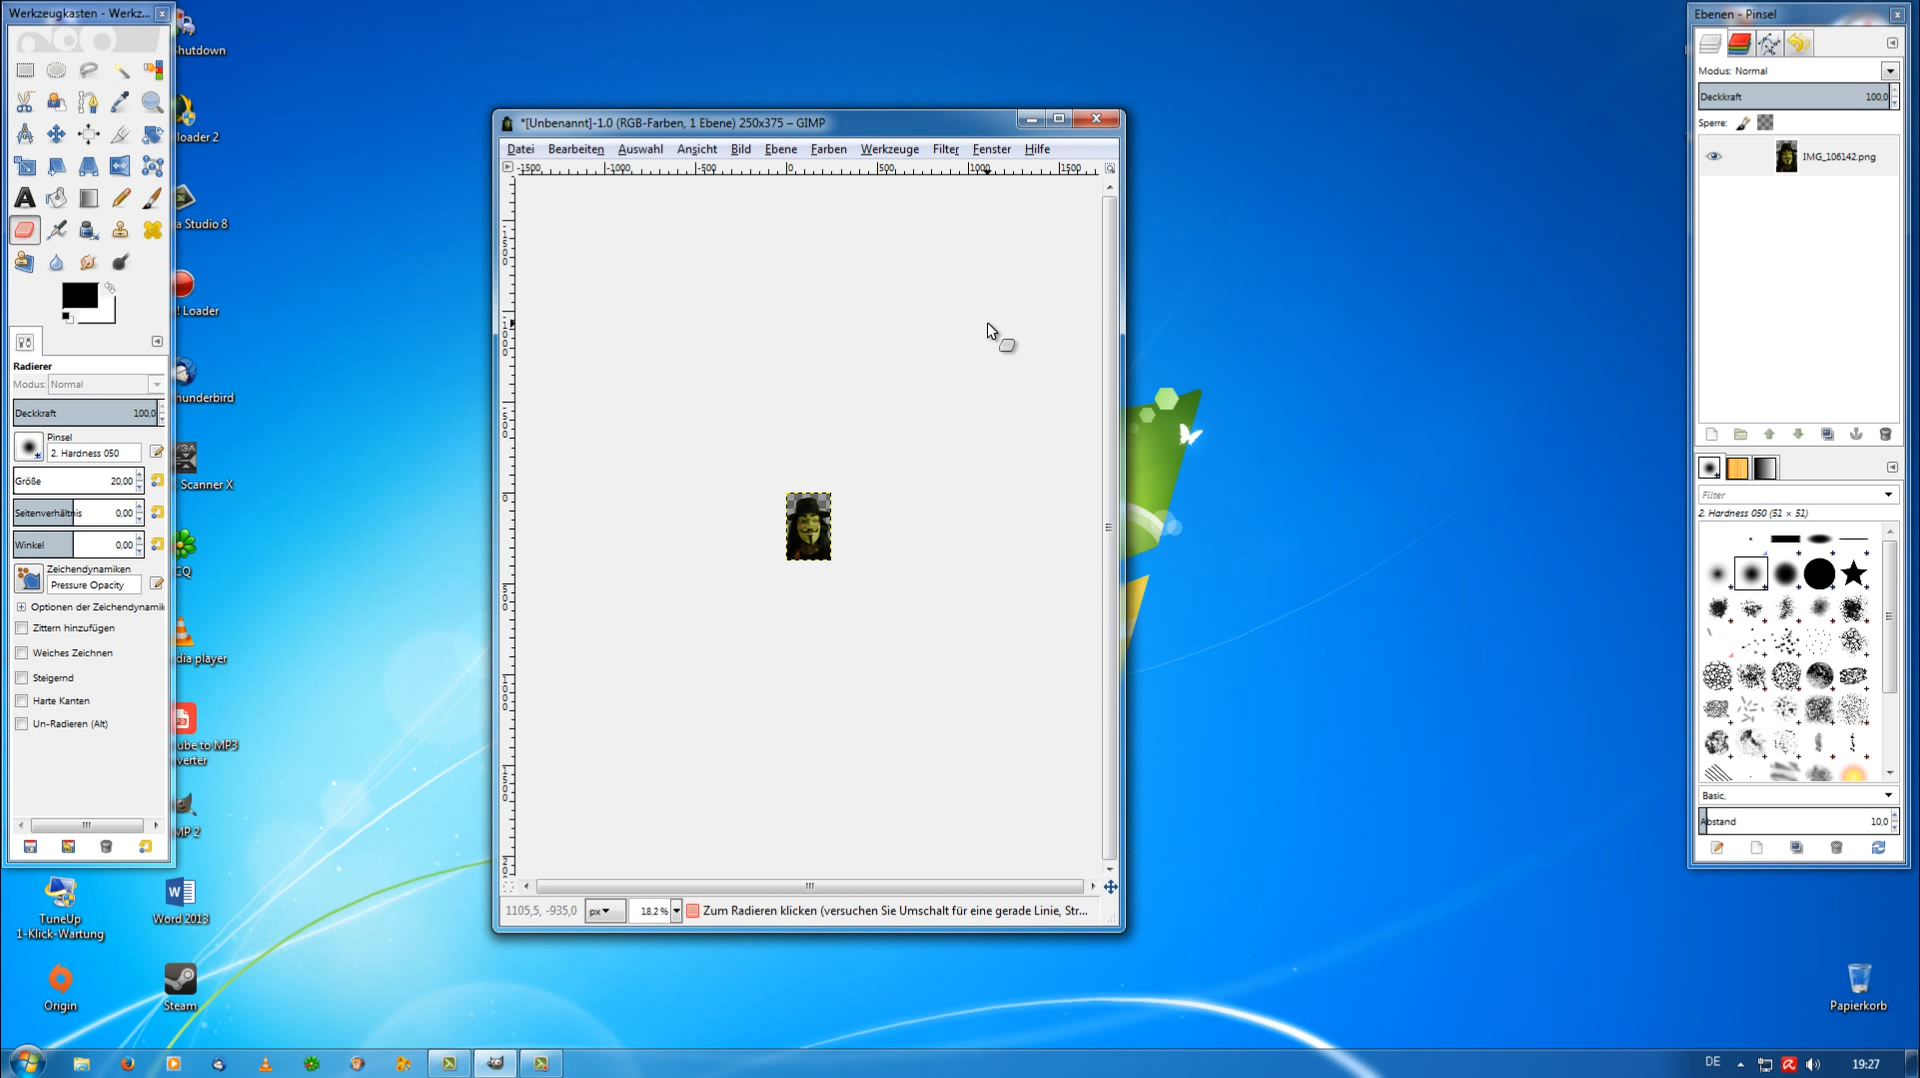 Werkzeugkasten - Werkz...
Shutdown
loader 2
a Studio 8
! Loader
hunderbird
Scanner X
CQ
dia player
ube to MP3
verter
MP 2
Radierer
Modus: Normal
Deckkraft 100,0
Pinsel
2. Hardness 050
Größe 20,00
Seitenverhältnis 0,00
Winkel 0,00
Zeichendynamiken
Pressure Opacity
Optionen der Zeichendynamik
Zittern hinzufügen
Weiches Zeichnen
Steigernd
Harte Kanten
Un-Radieren (Alt)
TuneUp
1-Klick-Wartung
Word 2013
Origin
Steam
*[Unbenannt]-1.0 (RGB-Farben, 1 Ebene) 250x375 – GIMP
Datei Bearbeiten Auswahl Ansicht Bild Ebene Farben Werkzeuge Filter Fenster Hilfe
-1500 -1000 -500 0 500 1000 1500
1105,5, -935,0 px 18,2 % Zum Radieren klicken (versuchen Sie Umschalt für eine gerade Linie, Str...
Ebenen - Pinsel
Modus: Normal
Deckkraft 100,0
Sperre:
IMG_106142.png
Filter
2. Hardness 050 (51 × 51)
Basic,
Abstand 10,0
Papierkorb
DE 19:27